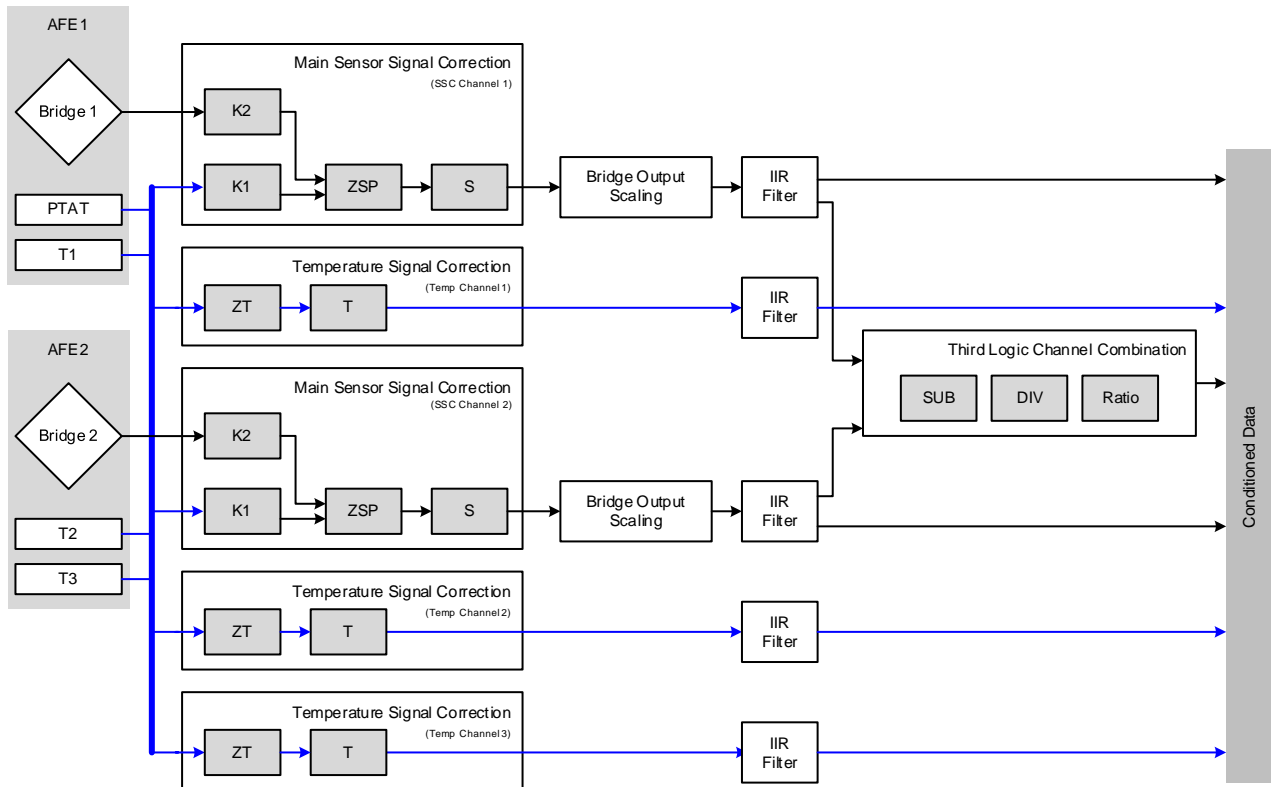 AFE1
Bridge 1
PTAT
T1
Main Sensor Signal Correction
(SSC Channel 1)
K2
K1
ZSP
S
Bridge Output
Scaling
IIR
Filter
Temperature Signal Correction
(Temp Channel 1)
ZT
T
IIR
Filter
AFE2
Bridge 2
T2
T3
Main Sensor Signal Correction
(SSC Channel 2)
K2
K1
ZSP
S
Bridge Output
Scaling
IIR
Filter
Third Logic Channel Combination
SUB
DIV
Ratio
Temperature Signal Correction
(Temp Channel 2)
ZT
T
IIR
Filter
Temperature Signal Correction
(Temp Channel 3)
ZT
T
IIR
Filter
Conditioned Data